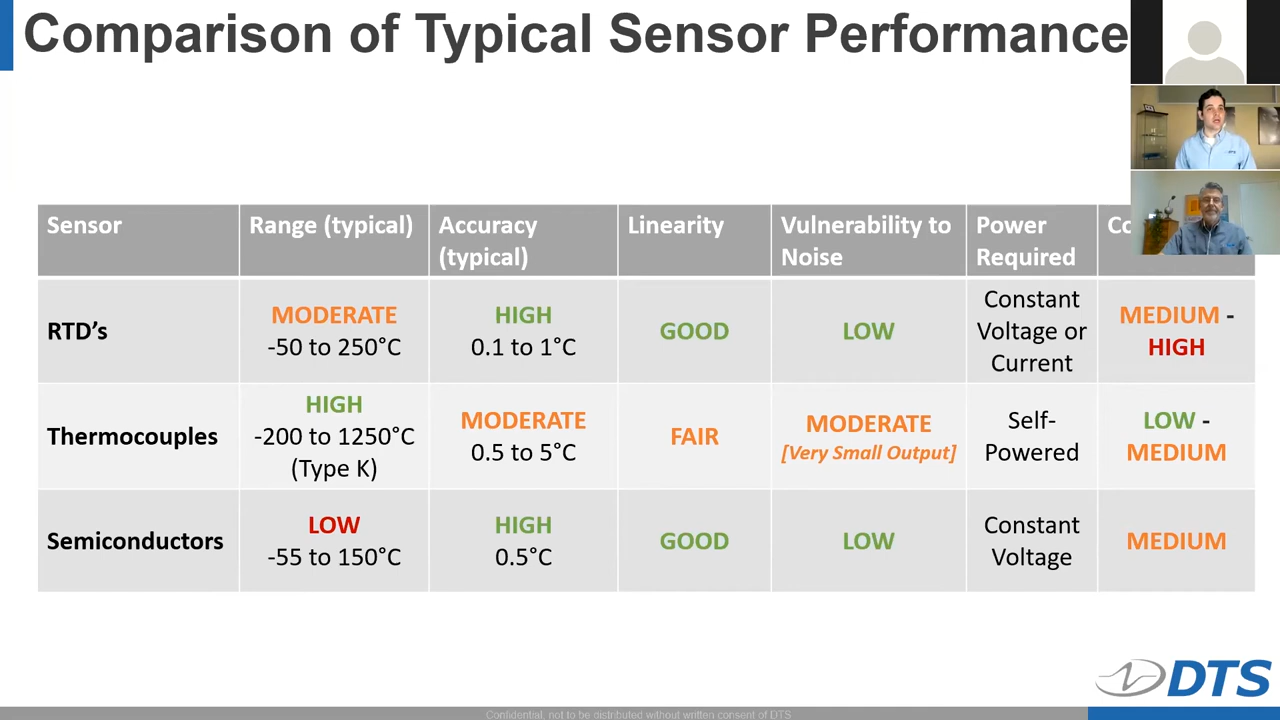 Comparison of Typical Sensor Performance
Sensor
Range (typical)
Accuracy
(typical)
Linearity
Vulnerability to
Noise
Power
Required
RTD's
MODERATE
-50 to 250°C
HIGH
0.1 to 1°C
GOOD
LOW
Constant
Voltage or
Current
MEDIUM -
HIGH
Thermocouples
HIGH
-200 to 1250°C
(Type K)
MODERATE
0.5 to 5°C
FAIR
MODERATE
[Very Small Output]
Self-
Powered
LOW -
MEDIUM
Semiconductors
LOW
-55 to 150°C
HIGH
0.5°C
GOOD
LOW
Constant
Voltage
MEDIUM
DTS
Confidential, not to be distributed without written consent of DTS